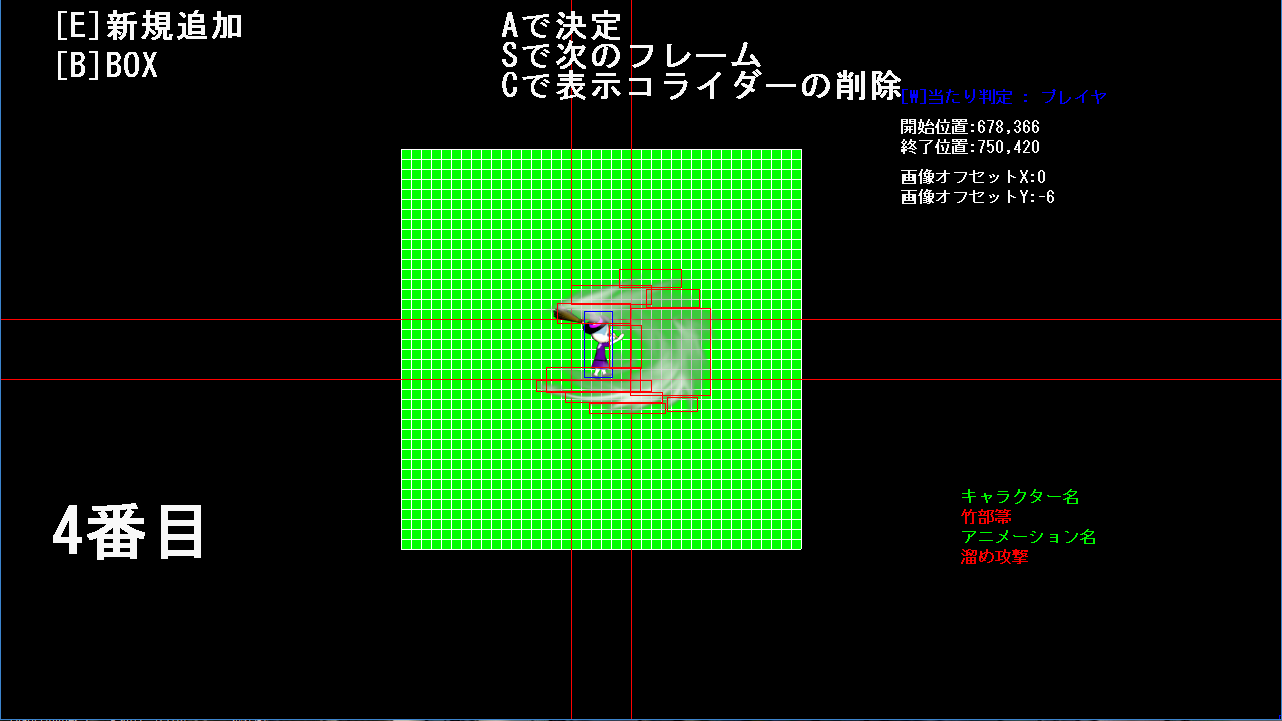 [E]新規追加
[B]BOX
Aで決定
Sで次のフレーム
Cで表示コライダーの削除
[W]当たり判定 : プレイヤ
開始位置:678,366
終了位置:750,420
画像オフセットX:0
画像オフセットY:-6
4番目
キャラクター名
竹部箒
アニメーション名
溜め攻撃